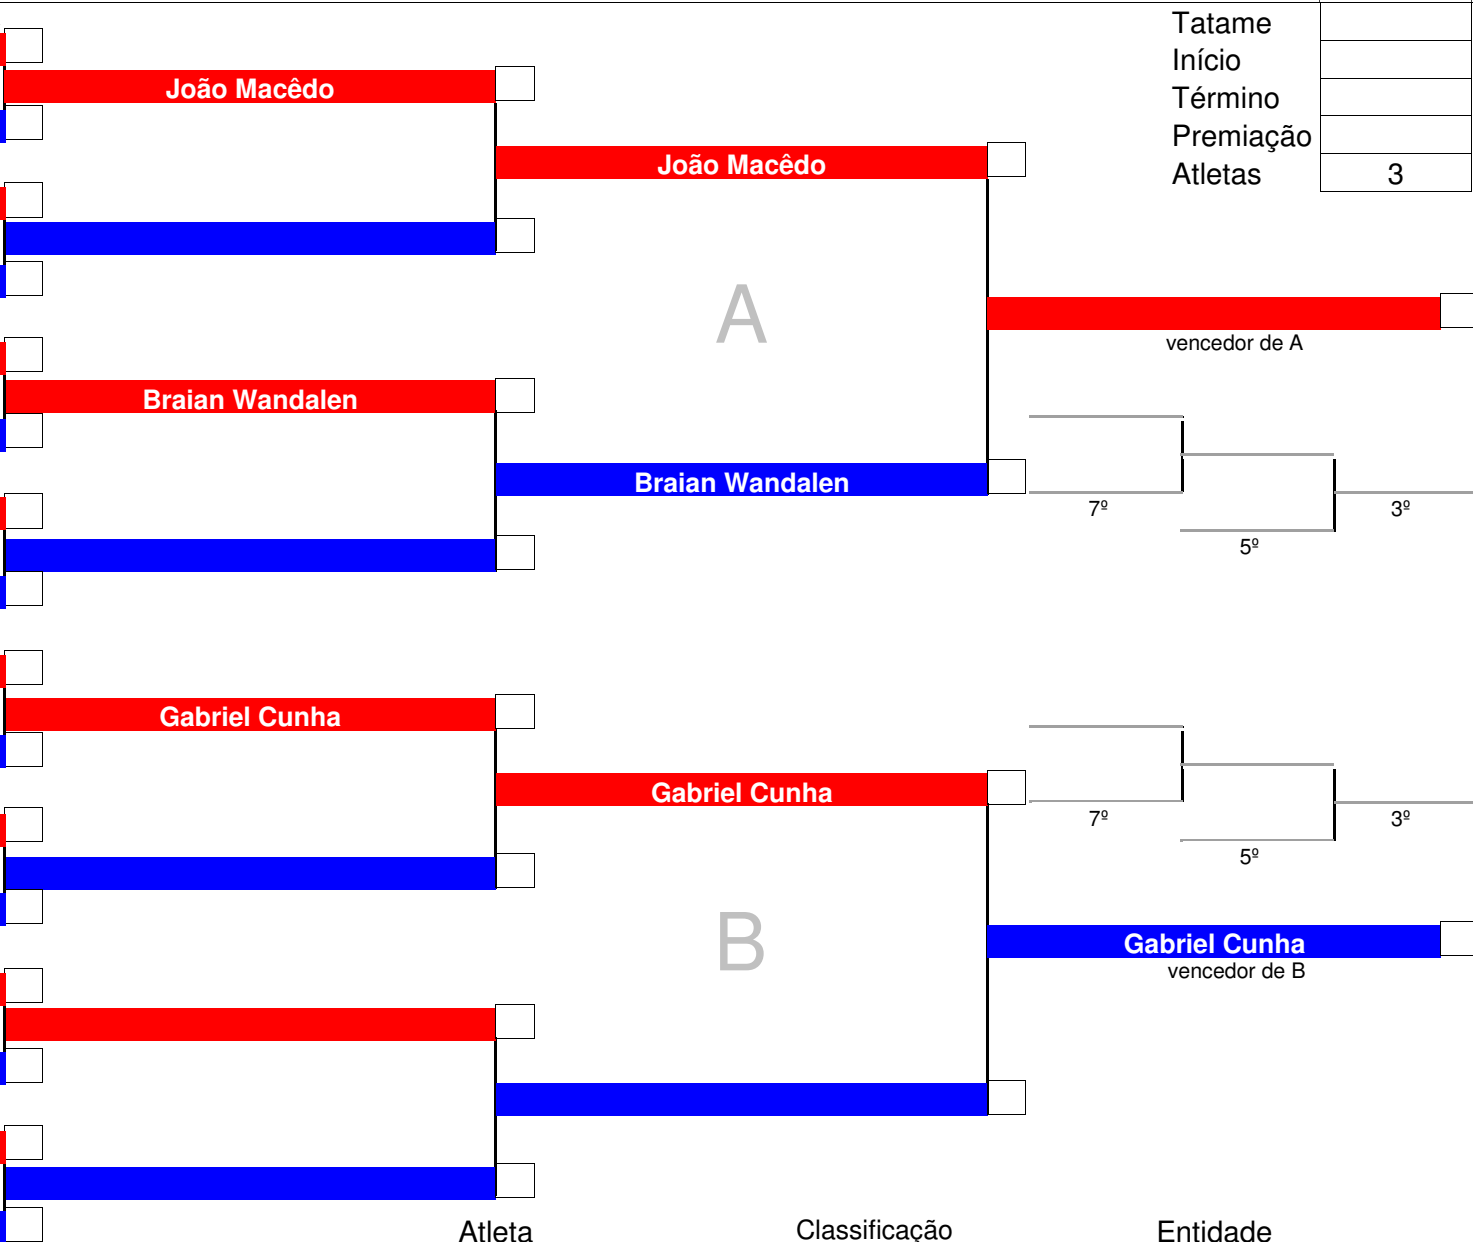 Tatame
Início
Término
Premiação
Atletas 3
João Macêdo
João Macêdo
A
vencedor de A
Braian Wandalen
Braian Wandalen
7º
3º
5º
Gabriel Cunha
Gabriel Cunha
7º
3º
5º
B
Gabriel Cunha
vencedor de B
Atleta Classificação Entidade